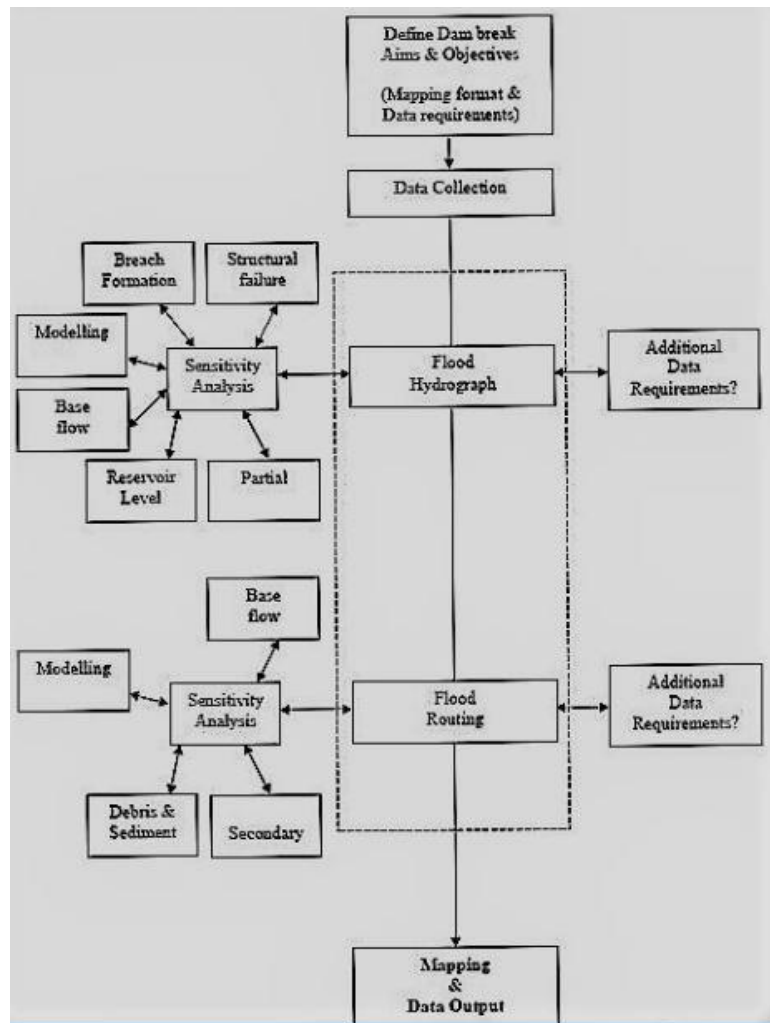 Define Dam break
Aims & Objectives
(Mapping format &
Data requirements)
Data Collection
Breach
Formation
Structural
failure
Modelling
Sensitivity
Analysis
Flood
Hydrograph
Additional
Data
Requirements?
Base
flow
Reservoir
Level
Partial
Base
flow
Modelling
Sensitivity
Analysis
Flood
Routing
Additional
Data
Requirements?
Debris &
Sediment
Secondary
Mapping
&
Data Output